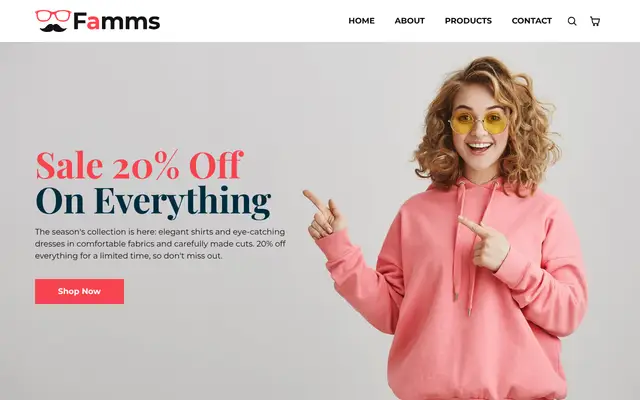 Famms
HOME ABOUT PRODUCTS CONTACT
Sale 20% Off
On Everything
The season's collection is here: elegant shirts and eye-catching
dresses in comfortable fabrics and carefully made cuts. 20% off
everything for a limited time, so don't miss out.
Shop Now